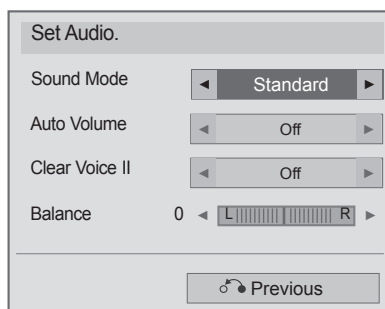 Set Audio.
Sound Mode ◄ Standard ►
Auto Volume ◄ Off ►
Clear Voice II ◄ Off ►
Balance 0 ◄ L R ►
Previous